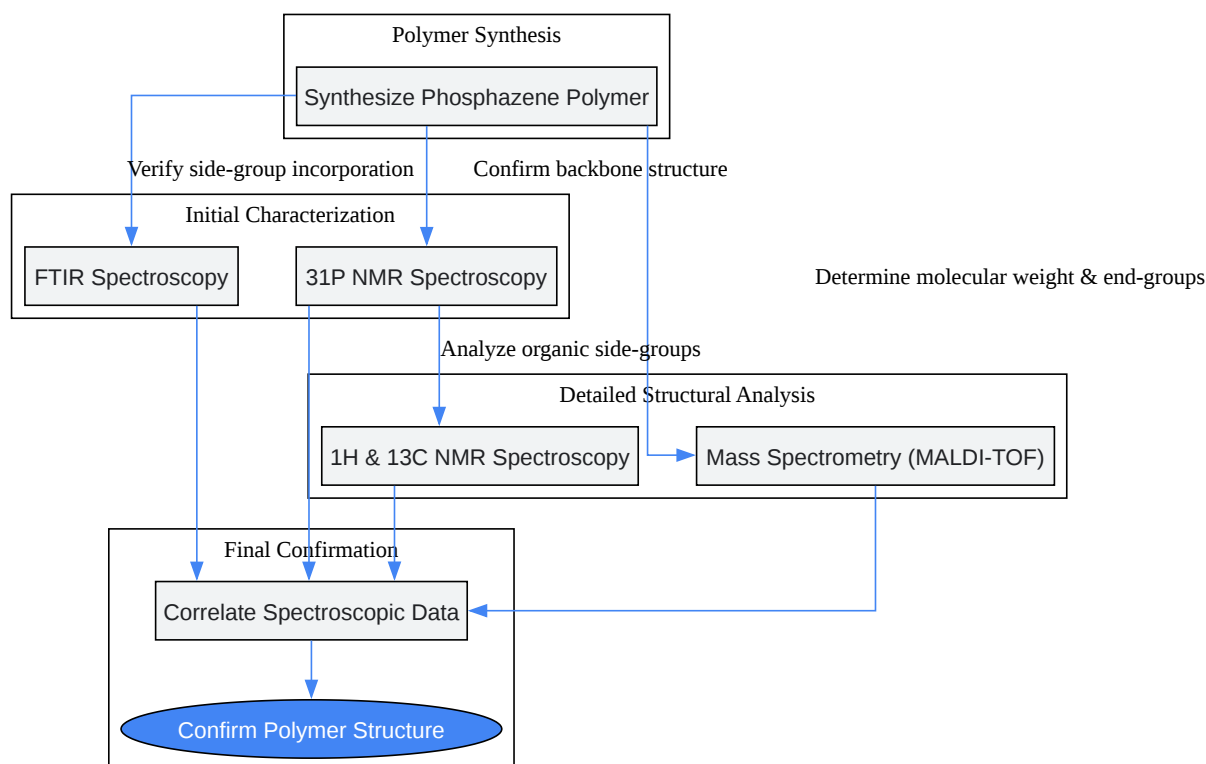 Polymer Synthesis
Synthesize Phosphazene Polymer
Verify side-group incorporation
Confirm backbone structure
Initial Characterization
FTIR Spectroscopy
31P NMR Spectroscopy
Determine molecular weight & end-groups
Analyze organic side-groups
Detailed Structural Analysis
1H & 13C NMR Spectroscopy
Mass Spectrometry (MALDI-TOF)
Final Confirmation
Correlate Spectroscopic Data
Confirm Polymer Structure